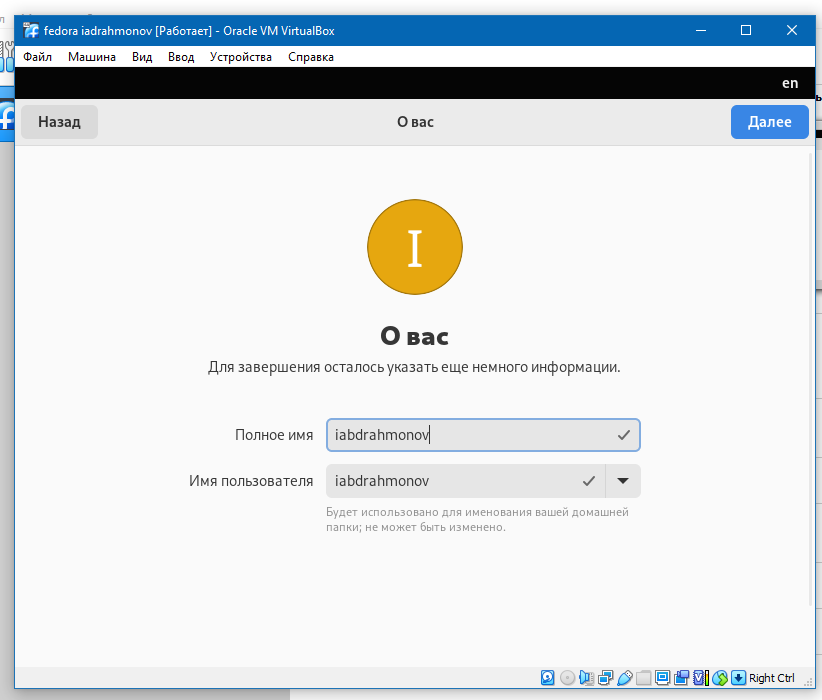 fedora iadrahmonov [Работает] - Oracle VM VirtualBox
Файл Машина Вид Ввод Устройства Справка
en
Назад О вас Далее
I
О вас
Для завершения осталось указать еще немного информации.
Полное имя iabdrahmonov
Имя пользователя iabdrahmonov
Будет использовано для именования вашей домашней
папки; не может быть изменено.
Right Ctrl